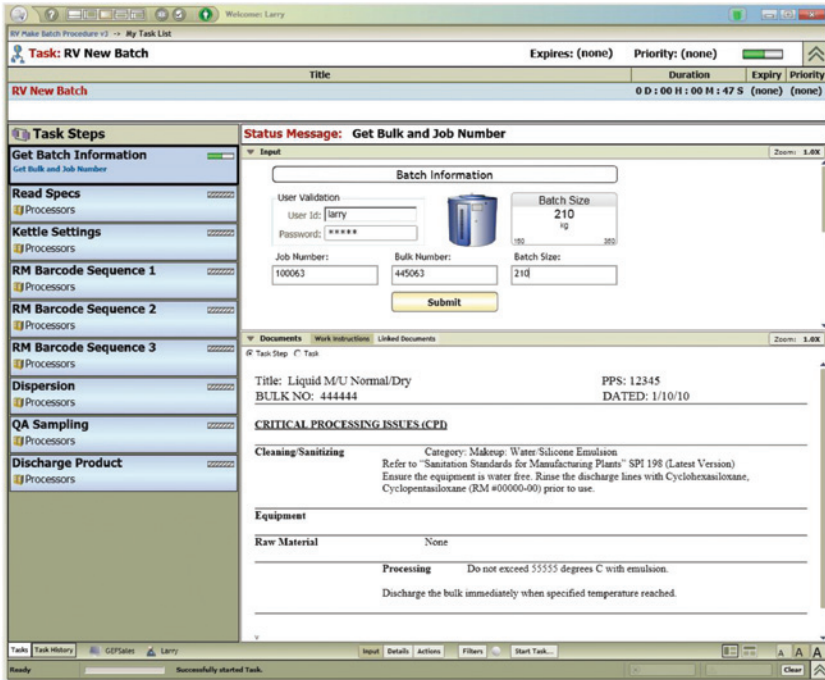 Welcome: Larry
RV Make Batch Procedure v3 -> My Task List
Task: RV New Batch Expires: (none) Priority: (none)
Title Duration Expiry Priority
RV New Batch 0 D : 00 H : 00 M : 47 S (none) (none)
Task Steps
Get Batch Information
Get Bulk and Job Number
Read Specs
Processors
Kettle Settings
Processors
RM Barcode Sequence 1
Processors
RM Barcode Sequence 2
Processors
RM Barcode Sequence 3
Processors
Dispersion
Processors
QA Sampling
Processors
Discharge Product
Processors
Status Message: Get Bulk and Job Number
Input Zoom: 1.0X
Batch Information
User Validation
User Id: larry
Password: *****
Batch Size
210
kg
150 350
Job Number: Bulk Number: Batch Size:
100063 445063 210
Submit
Documents Work Instructions Linked Documents Zoom: 1.0X
Task Step Task
Title: Liquid M/U Normal/Dry PPS: 12345
BULK NO: 444444 DATED: 1/10/10
CRITICAL PROCESSING ISSUES (CPI)
Cleaning/Sanitizing Category: Makeup: Water/Silicone Emulsion
Refer to "Sanitation Standards for Manufacturing Plants" SPI 198 (Latest Version)
Ensure the equipment is water free. Rinse the discharge lines with Cyclohexasiloxane,
Cyclopentasiloxane (RM #00000-00) prior to use.
Equipment
Raw Material None
Processing Do not exceed 55555 degrees C with emulsion.
Discharge the bulk immediately when specified temperature reached.
v
Tasks Task History GEFSales Larry Input Details Actions Filters Start Task... A A A
Ready Successfully started Task. Clear